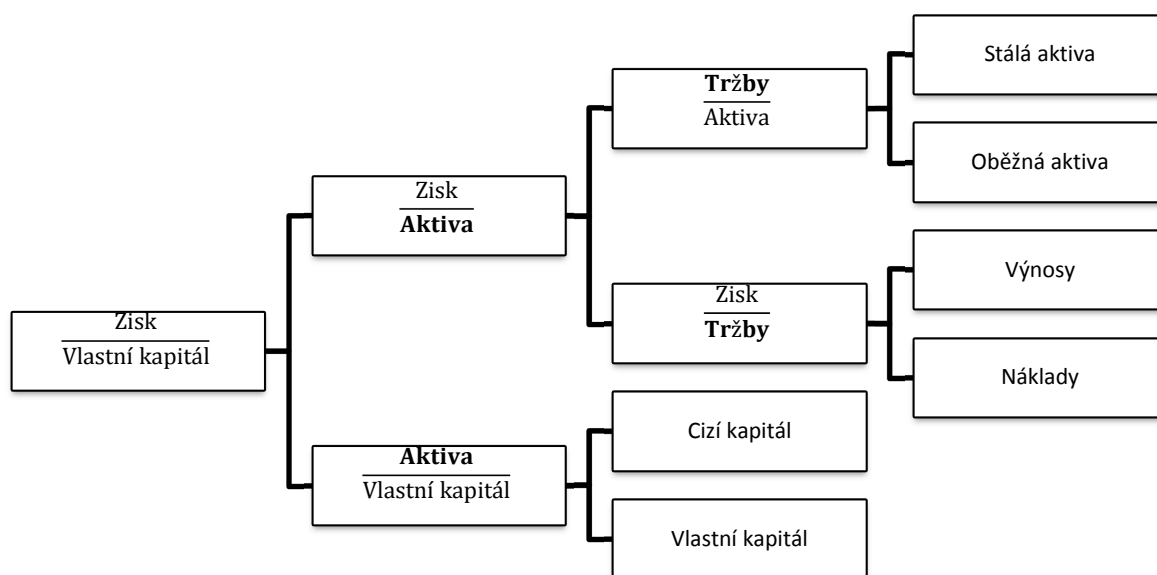 Stálá aktiva
Tržby
Aktiva
Oběžná aktiva
Zisk
Aktiva
Výnosy
Zisk
Tržby
Zisk
Vlastní kapitál
Náklady
Cizí kapitál
Aktiva
Vlastní kapitál
Vlastní kapitál